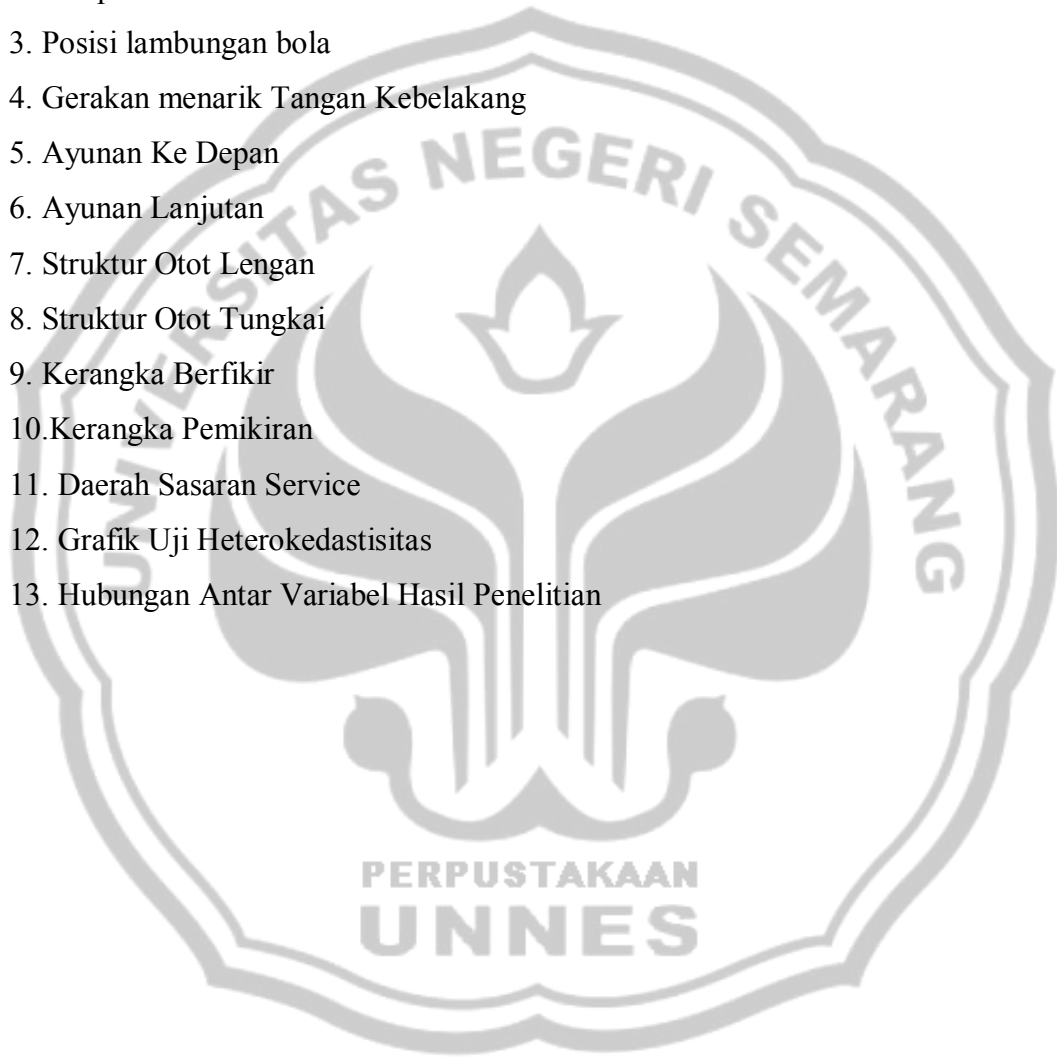 3. Posisi lambungan bola
4. Gerakan menarik Tangan Kebelakang
5. Ayunan Ke Depan
6. Ayunan Lanjutan
7. Struktur Otot Lengan
8. Struktur Otot Tungkai
9. Kerangka Berfikir
10.Kerangka Pemikiran
11. Daerah Sasaran Service
12. Grafik Uji Heterokedastisitas
13. Hubungan Antar Variabel Hasil Penelitian
UNIVERSITAS NEGERI SEMARANG
PERPUSTAKAAN
UNNES